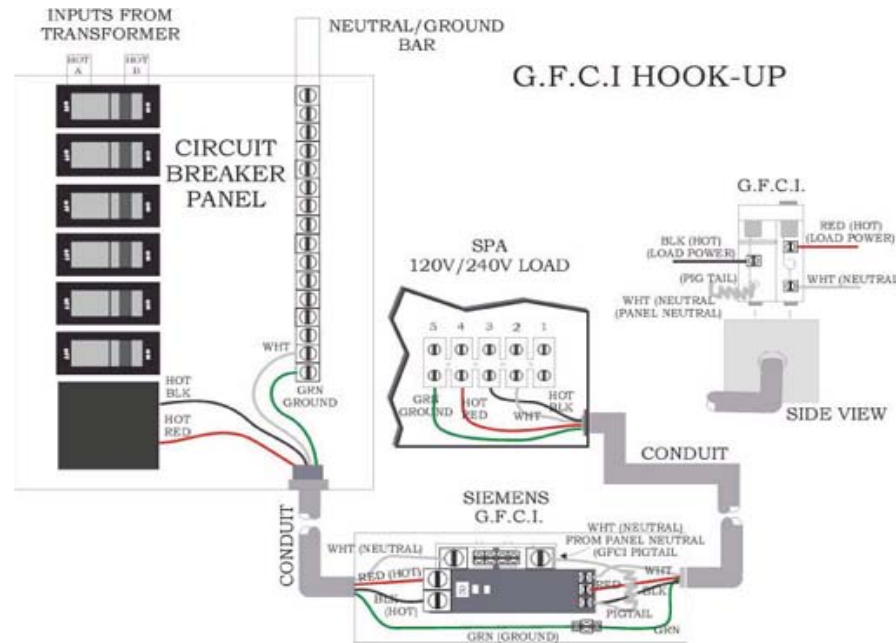 INPUTS FROM
TRANSFORMER
HOT
A
HOT
B
NEUTRAL/GROUND
BAR
G.F.C.I HOOK-UP
CIRCUIT
BREAKER
PANEL
WHT
GRN
GROUND
HOT
BLK
HOT
RED
CONDUIT
SPA
120V/240V LOAD
5 4 3 2 1
GRN
GROUND
HOT
RED
WHT
HOT
BLK
CONDUIT
G.F.C.I.
RED (HOT)
(LOAD POWER)
BLK (HOT)
(LOAD POWER)
(PIG TAIL)
WHT (NEUTRAL
WHT (NEUTRAL
(PANEL NEUTRAL)
SIDE VIEW
SIEMENS
G.F.C.I.
WHT (NEUTRAL)
FROM PANEL NEUTRAL
(GFCI PIGTAIL
WHT (NEUTRAL)
RED (HOT)
BLK
(HOT)
WHT
RED
BLK
PIGTAIL
GRN (GROUND)
GRN